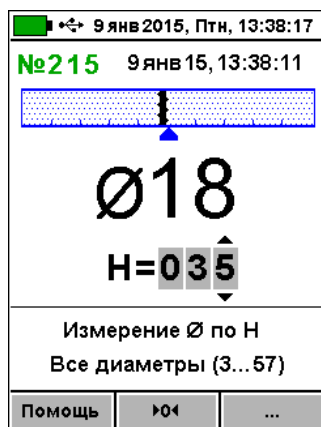 9 янв 2015, Птн, 13:38:17
№215 9 янв 15, 13:38:11
Ø18
H=035
Измерение Ø по H
Все диаметры (3...57)
Помощь ▸0◂ ...